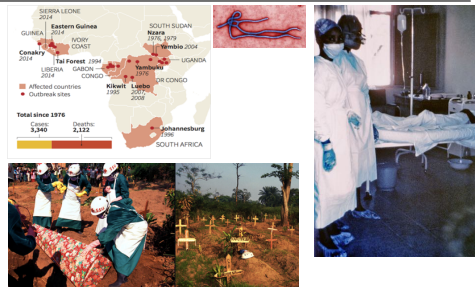 SIERRA LEONE
2014
Eastern Guinea
2014
GUINEA
Conakry
2014
LIBERIA
2014
IVORY
COAST
Tai Forest 1994
GABON
CONGO
Kikwit
1995
Luebo
2007,
2008
Yambuku
1976
DR CONGO
SOUTH SUDAN
Nzara
1976, 1979
Yambio 2004
UGANDA
Affected countries
Outbreak sites
Total since 1976
Cases:
3,340
Deaths:
2,122
Johannesburg
1996
SOUTH AFRICA